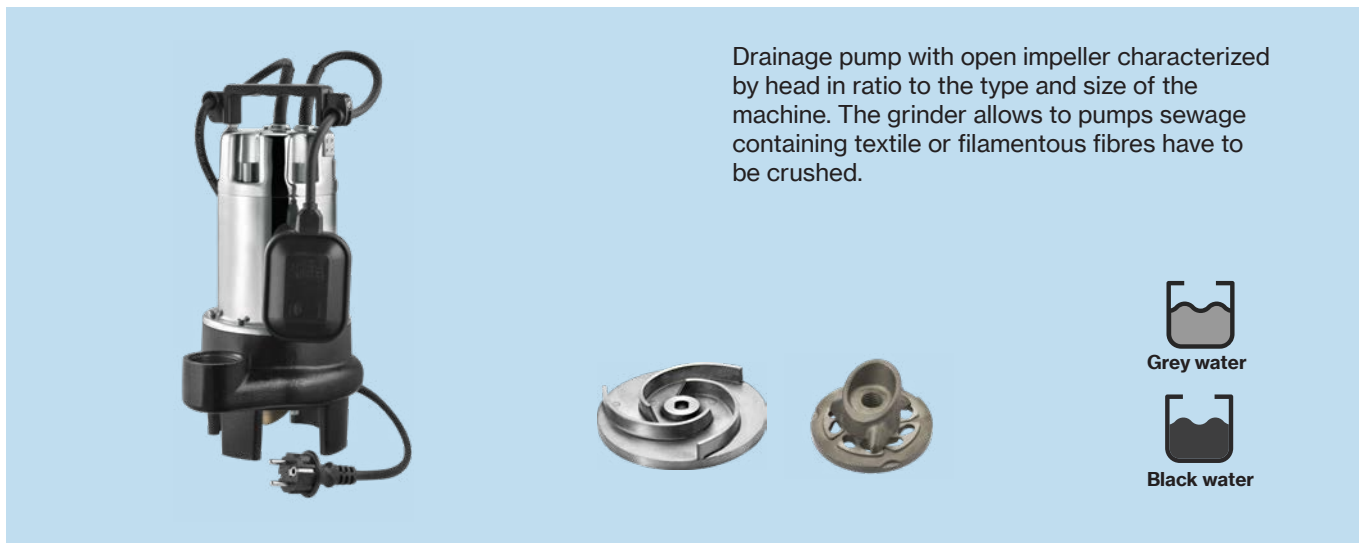 Drainage pump with open impeller characterized
by head in ratio to the type and size of the
machine. The grinder allows to pumps sewage
containing textile or filamentous fibres have to
be crushed.
Grey water
Black water